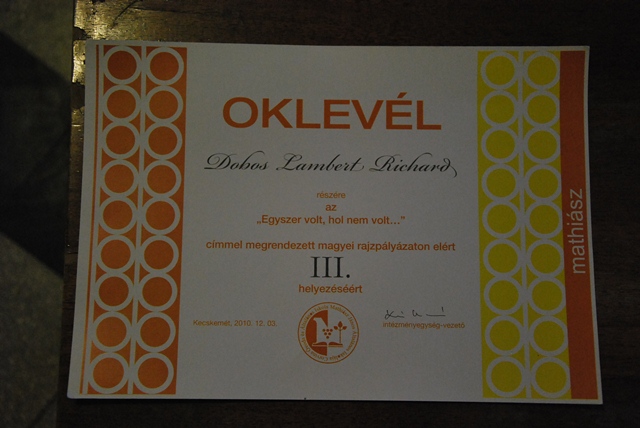 OKLEVÉL
Dobos Lambert Richard
részére
az
„Egyszer volt, hol nem volt..."
címmel megrendezett magyei rajzpályázaton elért
III.
helyezéséért
Kecskemét, 2010. 12. 03.
intézményegység-vezető
mathiász